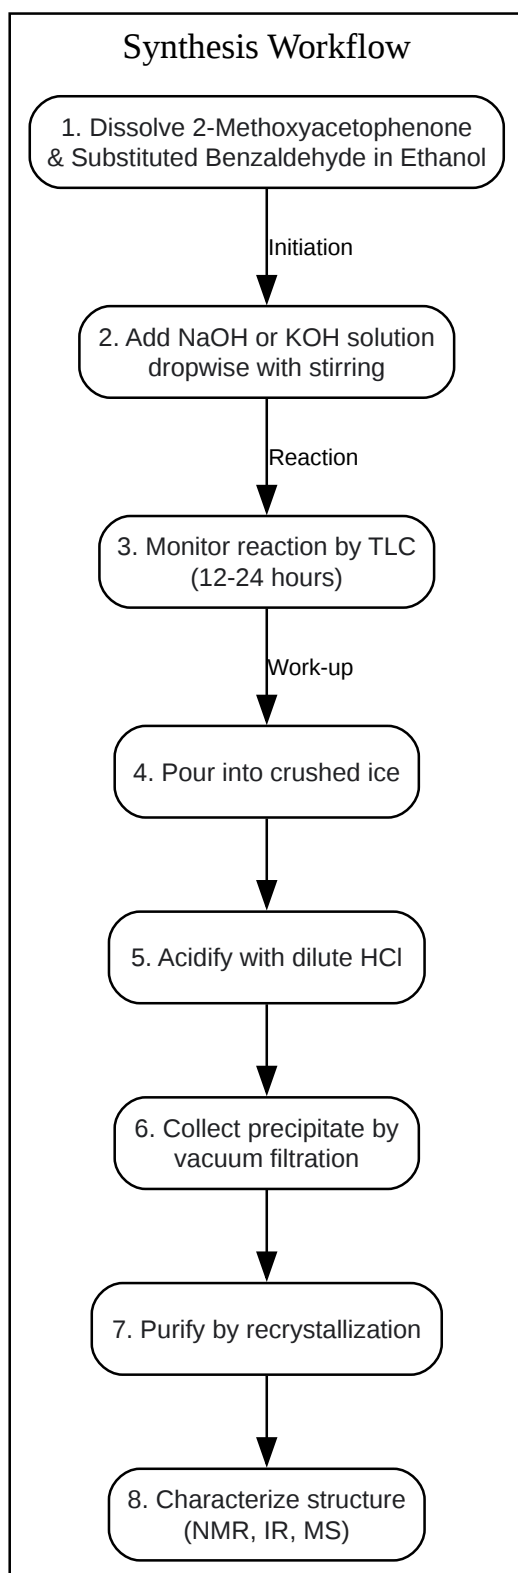 Synthesis Workflow
1. Dissolve 2-Methoxyacetophenone
& Substituted Benzaldehyde in Ethanol
Initiation
2. Add NaOH or KOH solution
dropwise with stirring
Reaction
3. Monitor reaction by TLC
(12-24 hours)
Work-up
4. Pour into crushed ice
5. Acidify with dilute HCl
6. Collect precipitate by
vacuum filtration
7. Purify by recrystallization
8. Characterize structure
(NMR, IR, MS)